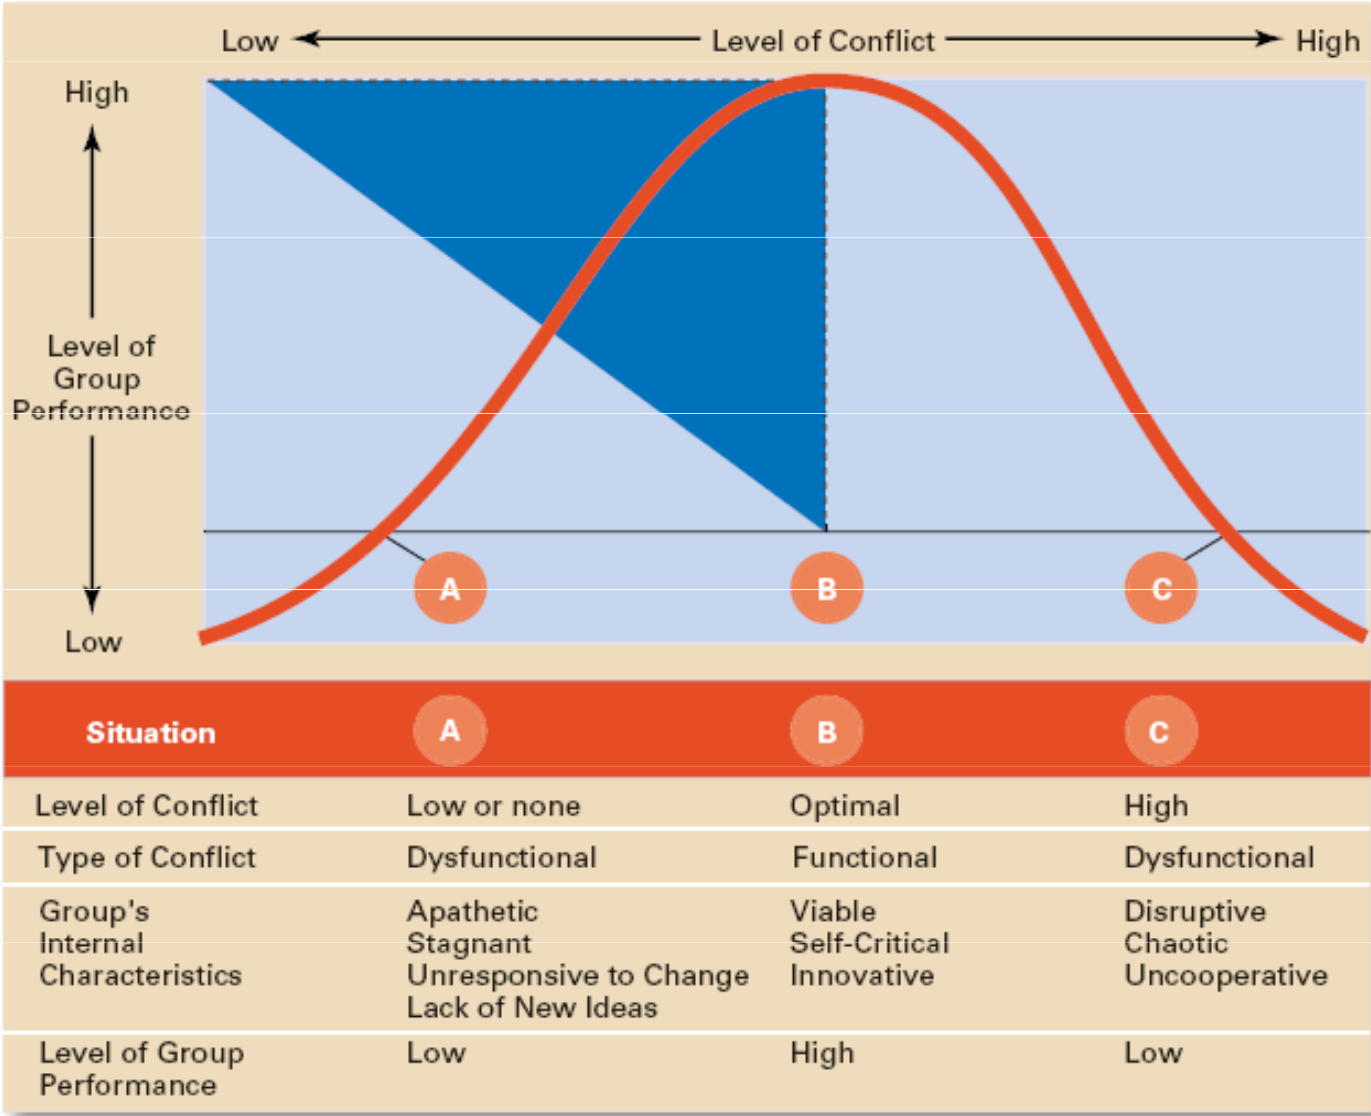 Low Level of Conflict High
High
Level of
Group
Performance
Low
A B C
Situation A B C
Level of Conflict Low or none Optimal High
Type of Conflict Dysfunctional Functional Dysfunctional
Group's Apathetic Viable Disruptive
Internal Stagnant Self-Critical Chaotic
Characteristics Unresponsive to Change Innovative Uncooperative
Lack of New Ideas
Level of Group Low High Low
Performance